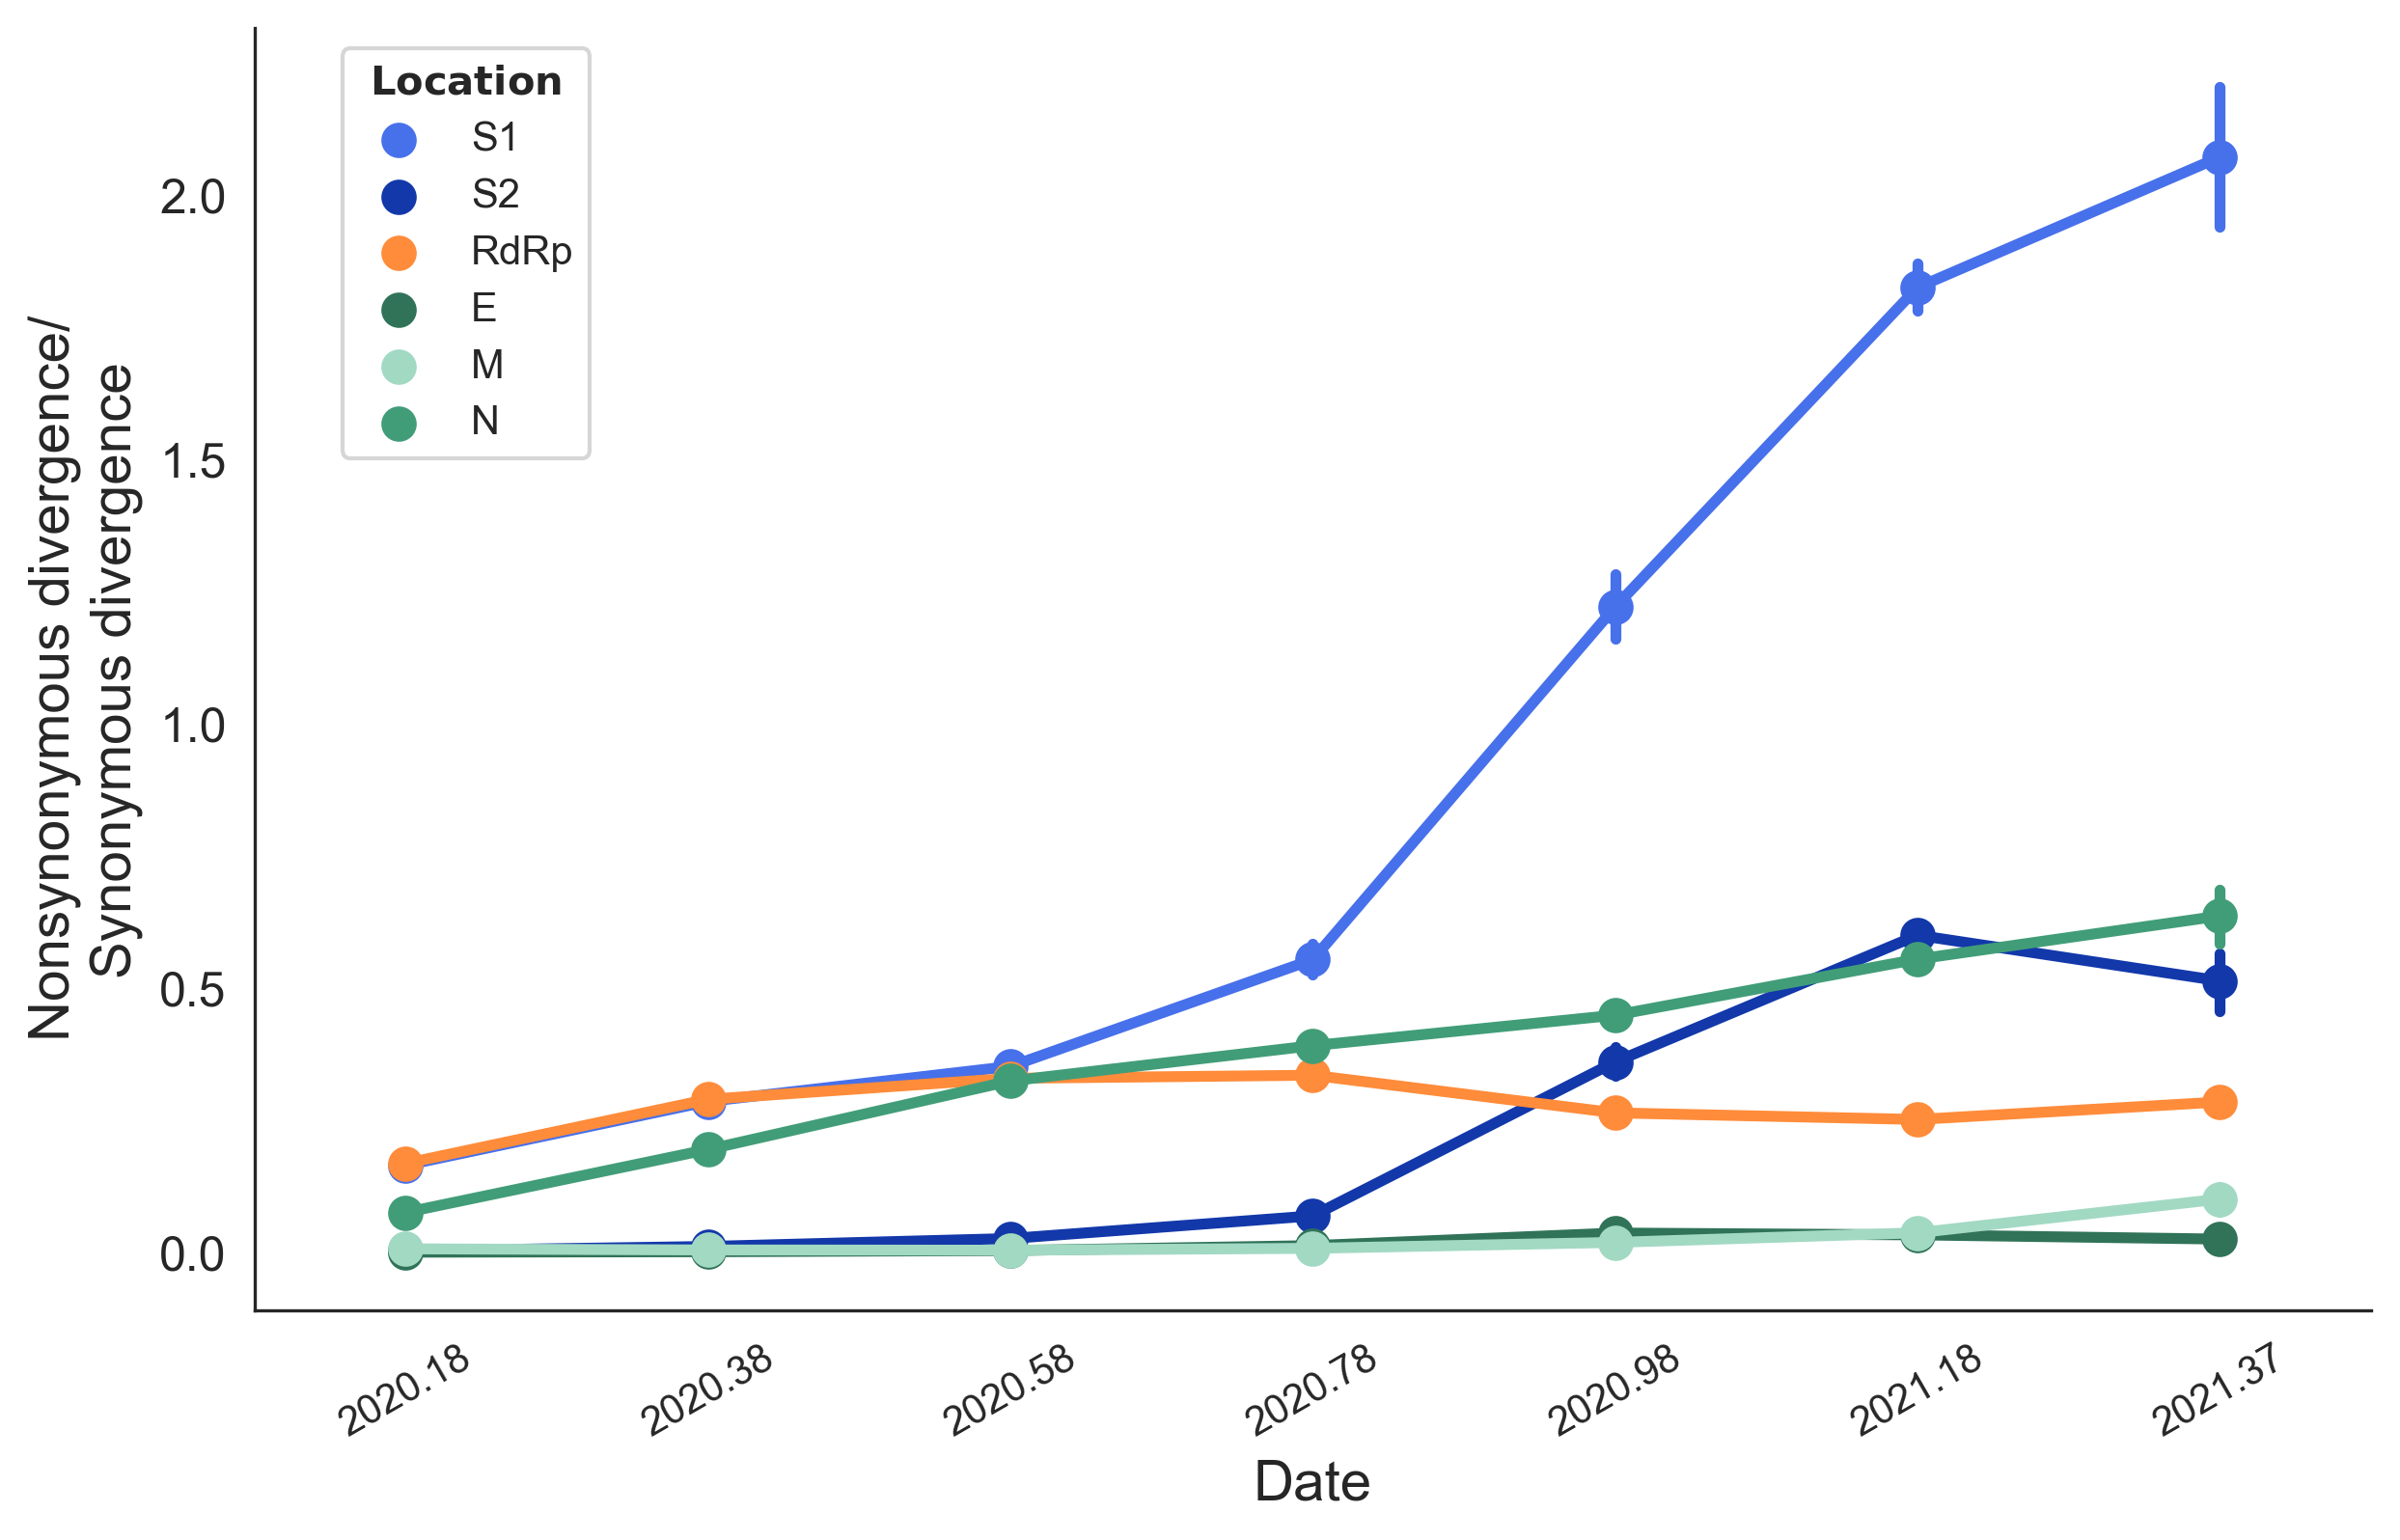 Location
S1
S2
RdRp
E
M
N
Nonsynonymous divergence/
Synonymous divergence
2.0
1.5
1.0
0.5
0.0
2020.18
2020.38
2020.58
2020.78
2020.98
2021.18
2021.37
Date